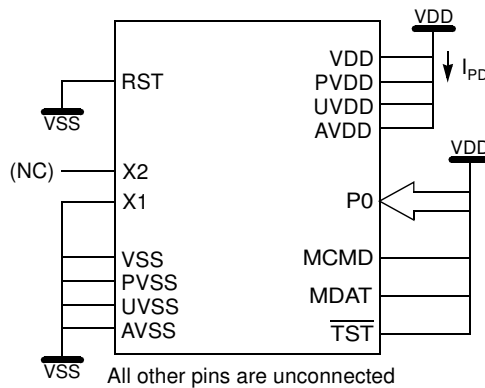 VDD
VDD
RST
PVDD
I PD
UVDD
VSS
AVDD
VDD
(NC)
X2
X1
P0
VSS
MCMD
PVSS
UVSS
MDAT
AVSS
TST
VSS
All other pins are unconnected